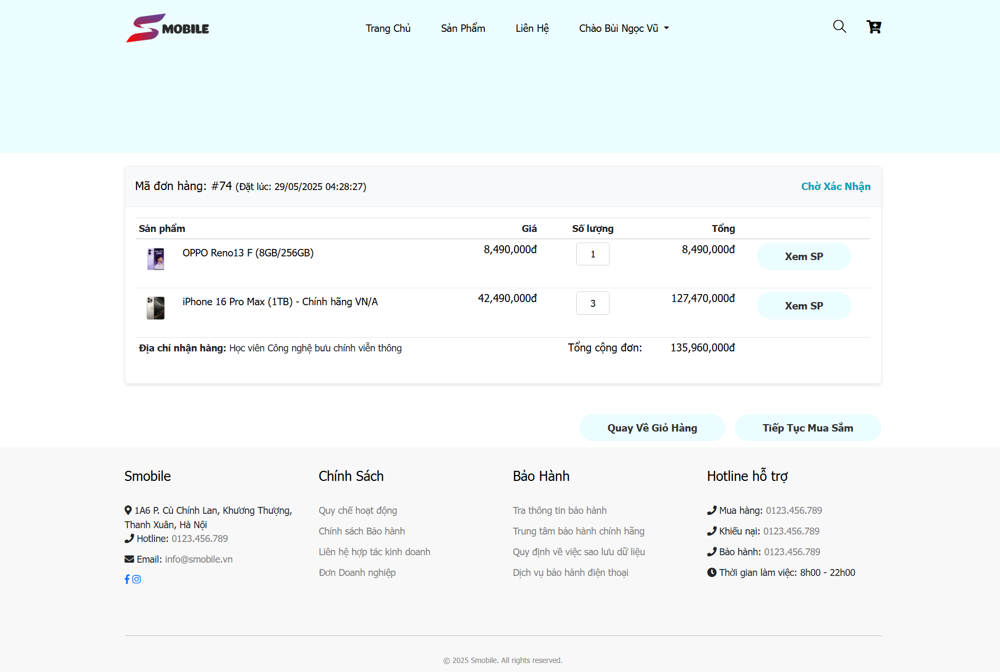 SMOBILE
Trang Chủ
Sản Phẩm
Liên Hệ
Chào Bùi Ngọc Vũ
Mã đơn hàng: #74 (Đặt lúc: 29/05/2025 04:28:27)
Chờ Xác Nhận
Sản phẩm Giá Số lượng Tổng
OPPO Reno13 F (8GB/256GB) 8,490,000đ 1 8,490,000đ Xem SP
iPhone 16 Pro Max (1TB) - Chính hãng VN/A 42,490,000đ 3 127,470,000đ Xem SP
Địa chỉ nhận hàng: Học viên Công nghệ bưu chính viễn thông Tổng cộng đơn: 135,960,000đ
Quay Về Giỏ Hàng
Tiếp Tục Mua Sắm
Smobile
1A6 P. Cù Chính Lan, Khương Thượng,
Thanh Xuân, Hà Nội
Hotline: 0123.456.789
Email: info@smobile.vn
Chính Sách
Quy chế hoạt động
Chính sách Bảo hành
Liên hệ hợp tác kinh doanh
Đơn Doanh nghiệp
Bảo Hành
Tra thông tin bảo hành
Trung tâm bảo hành chính hãng
Quy định về việc sao lưu dữ liệu
Dịch vụ bảo hành điện thoại
Hotline hỗ trợ
Mua hàng: 0123.456.789
Khiếu nại: 0123.456.789
Bảo hành: 0123.456.789
Thời gian làm việc: 8h00 - 22h00
© 2025 Smobile. All rights reserved.